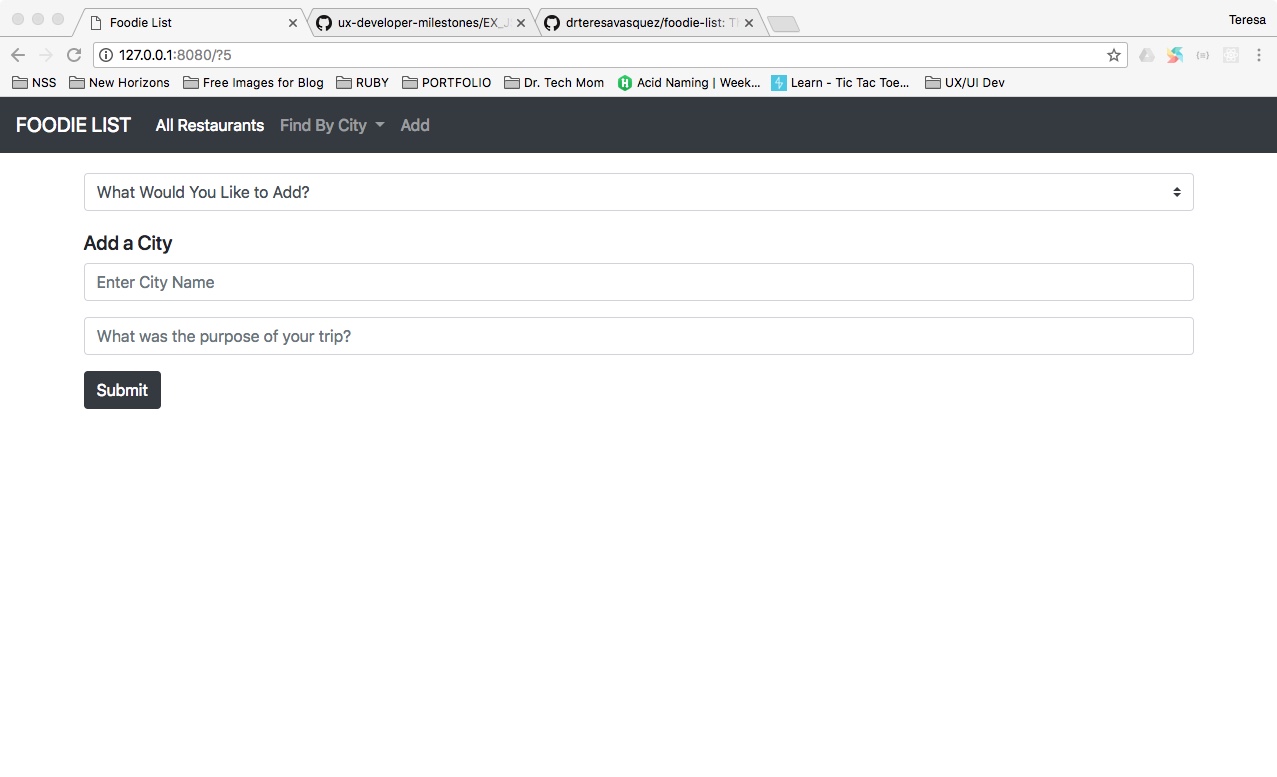 Foodie List
ux-developer-milestones/EX_J
drteresavasquez/foodie-list: T
Teresa
127.0.0.1:8080/?5
NSS New Horizons Free Images for Blog RUBY PORTFOLIO Dr. Tech Mom Acid Naming | Week... Learn - Tic Tac Toe... UX/UI Dev
FOODIE LIST All Restaurants Find By City Add
What Would You Like to Add?
Add a City
Enter City Name
What was the purpose of your trip?
Submit